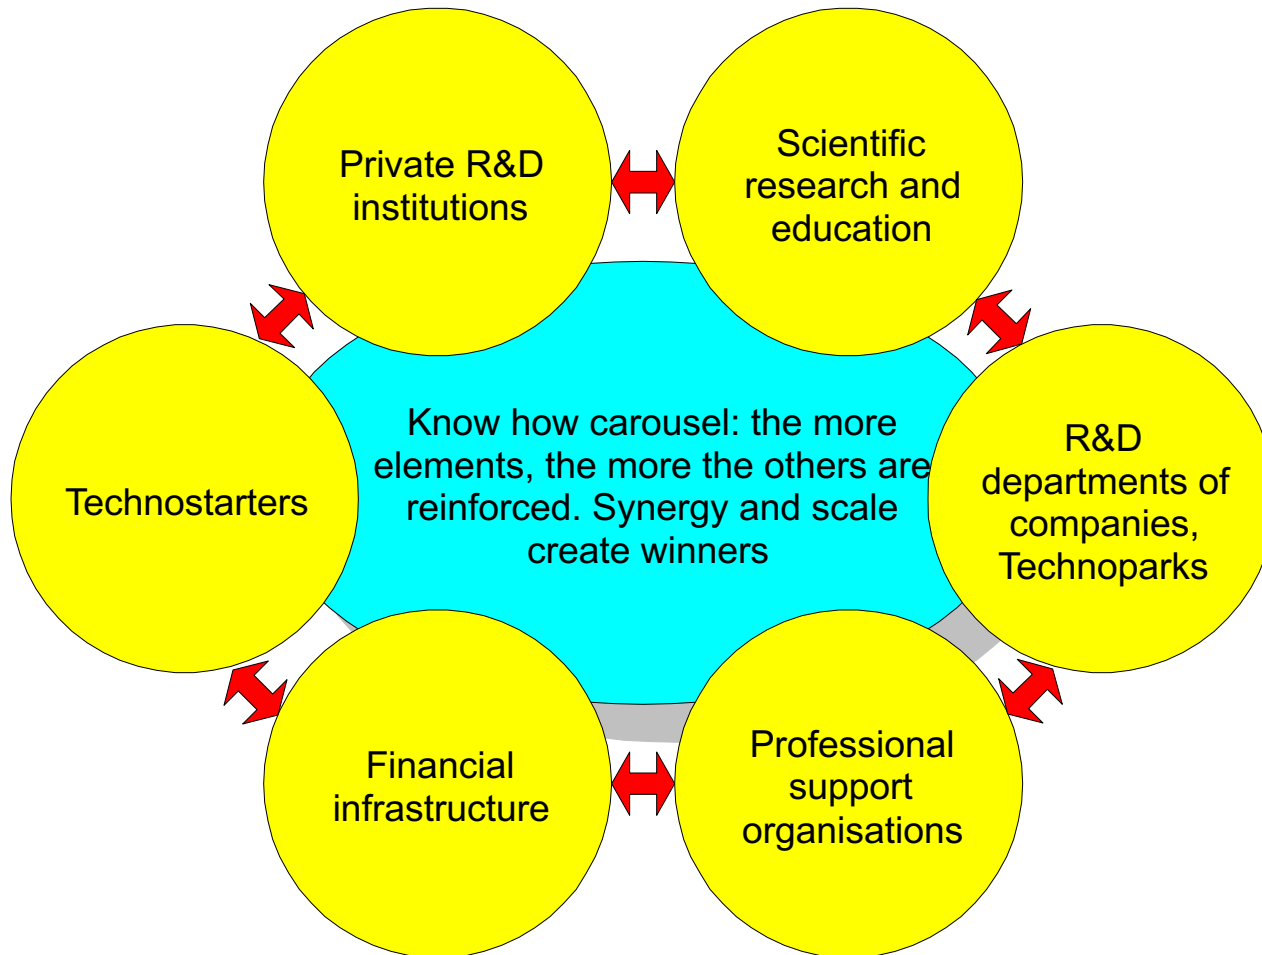 Private R&D
institutions
Scientific
research and
education
Know how carousel: the more
elements, the more the others are
reinforced. Synergy and scale
create winners
Technostarters
R&D
departments of
companies,
Technoparks
Financial
infrastructure
Professional
support
organisations